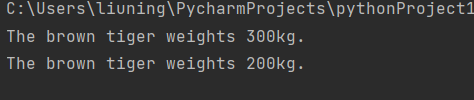 C:\Users\liuning\PycharmProjects\pythonProject1
The brown tiger weights 300kg.
The brown tiger weights 200kg.